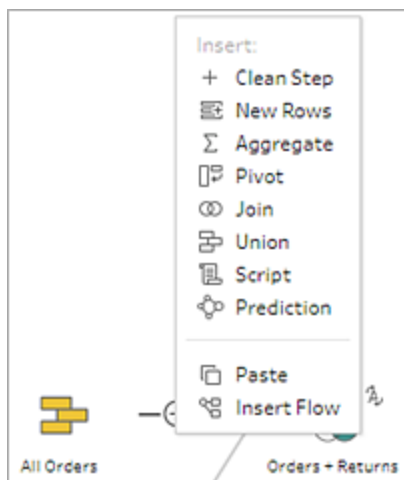 Insert:
Clean Step
New Rows
Aggregate
Pivot
Join
Union
Script
Prediction
Paste
Insert Flow
All Orders
Orders + Returns